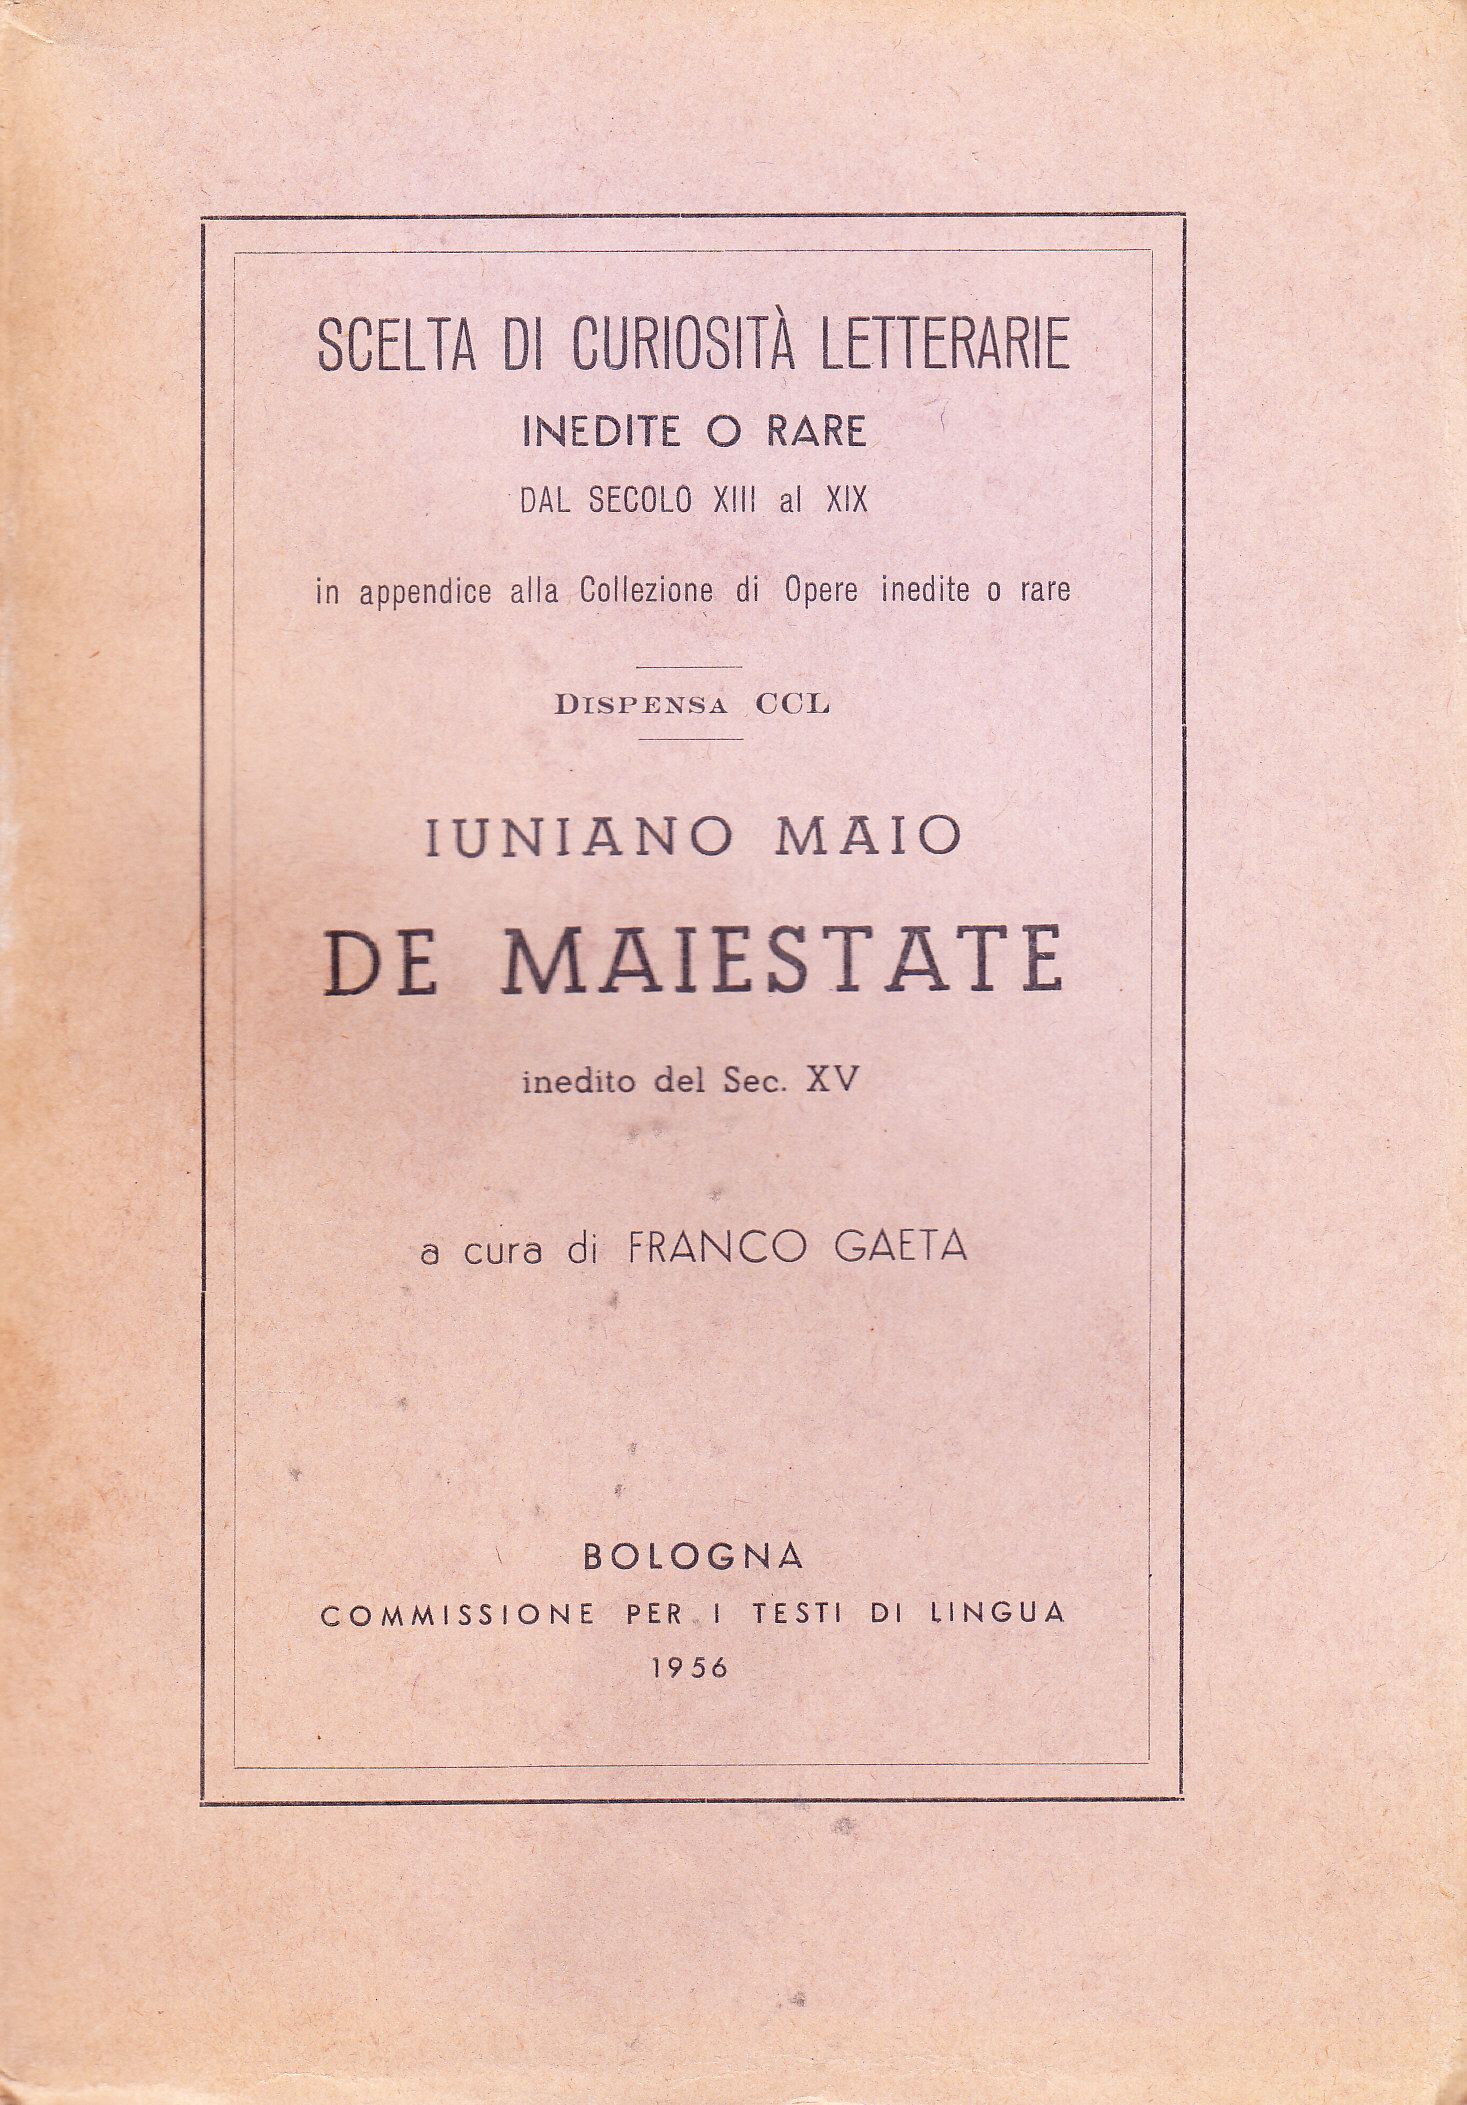 SCELTA DI CURIOSITÀ LETTERARIE
INEDITE O RARE
DAL SECOLO XIII al XIX
in appendice alla Collezione di Opere inedite o rare
DISPENSA CCL
IUNIANO MAIO
DE MAIESTATE
inedito del Sec. XV
a cura di FRANCO GAETA
BOLOGNA
COMMISSIONE PER I TESTI DI LINGUA
1956